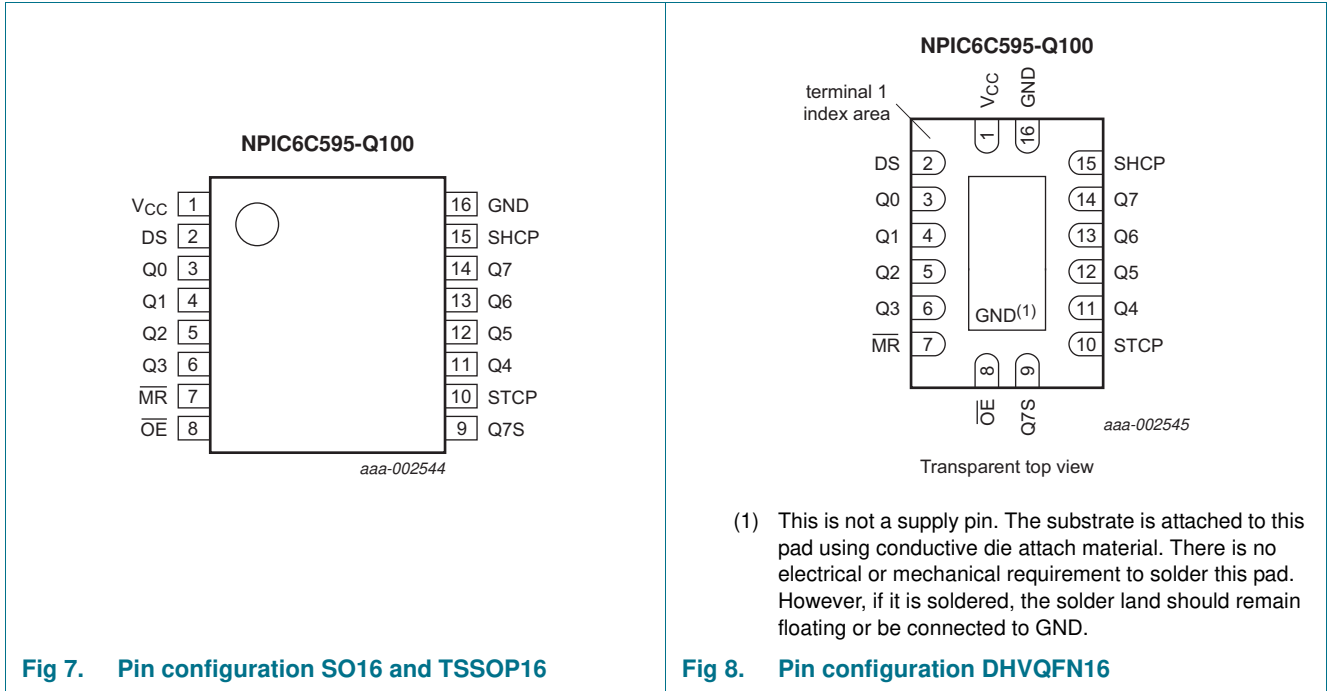 NPIC6C595-Q100
VCC 1
DS 2
Q0 3
Q1 4
Q2 5
Q3 6
MR 7
OE 8
16 GND
15 SHCP
14 Q7
13 Q6
12 Q5
11 Q4
10 STCP
9 Q7S
aaa-002544
Fig 7. Pin configuration SO16 and TSSOP16
NPIC6C595-Q100
terminal 1
index area
VCC
GND
1
16
DS 2
Q0 3
Q1 4
Q2 5
Q3 6
MR 7
15 SHCP
14 Q7
13 Q6
12 Q5
11 Q4
10 STCP
GND(1)
8
9
OE
Q7S
aaa-002545
Transparent top view
(1) This is not a supply pin. The substrate is attached to this
pad using conductive die attach material. There is no
electrical or mechanical requirement to solder this pad.
However, if it is soldered, the solder land should remain
floating or be connected to GND.
Fig 8. Pin configuration DHVQFN16